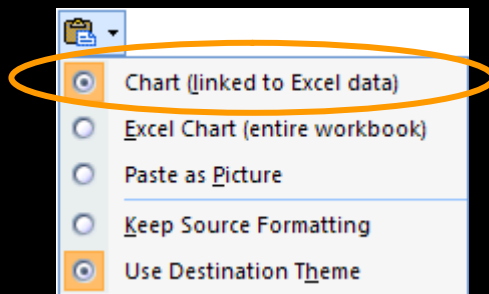 Chart (linked to Excel data)
Excel Chart (entire workbook)
Paste as Picture
Keep Source Formatting
Use Destination Theme